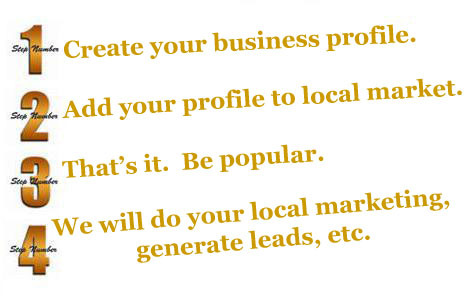 1 Step Number Create your business profile.
2 Step Number Add your profile to local market.
3 Step Number That’s it.  Be popular.
4 Step Number We will do your local marketing,
generate leads, etc.